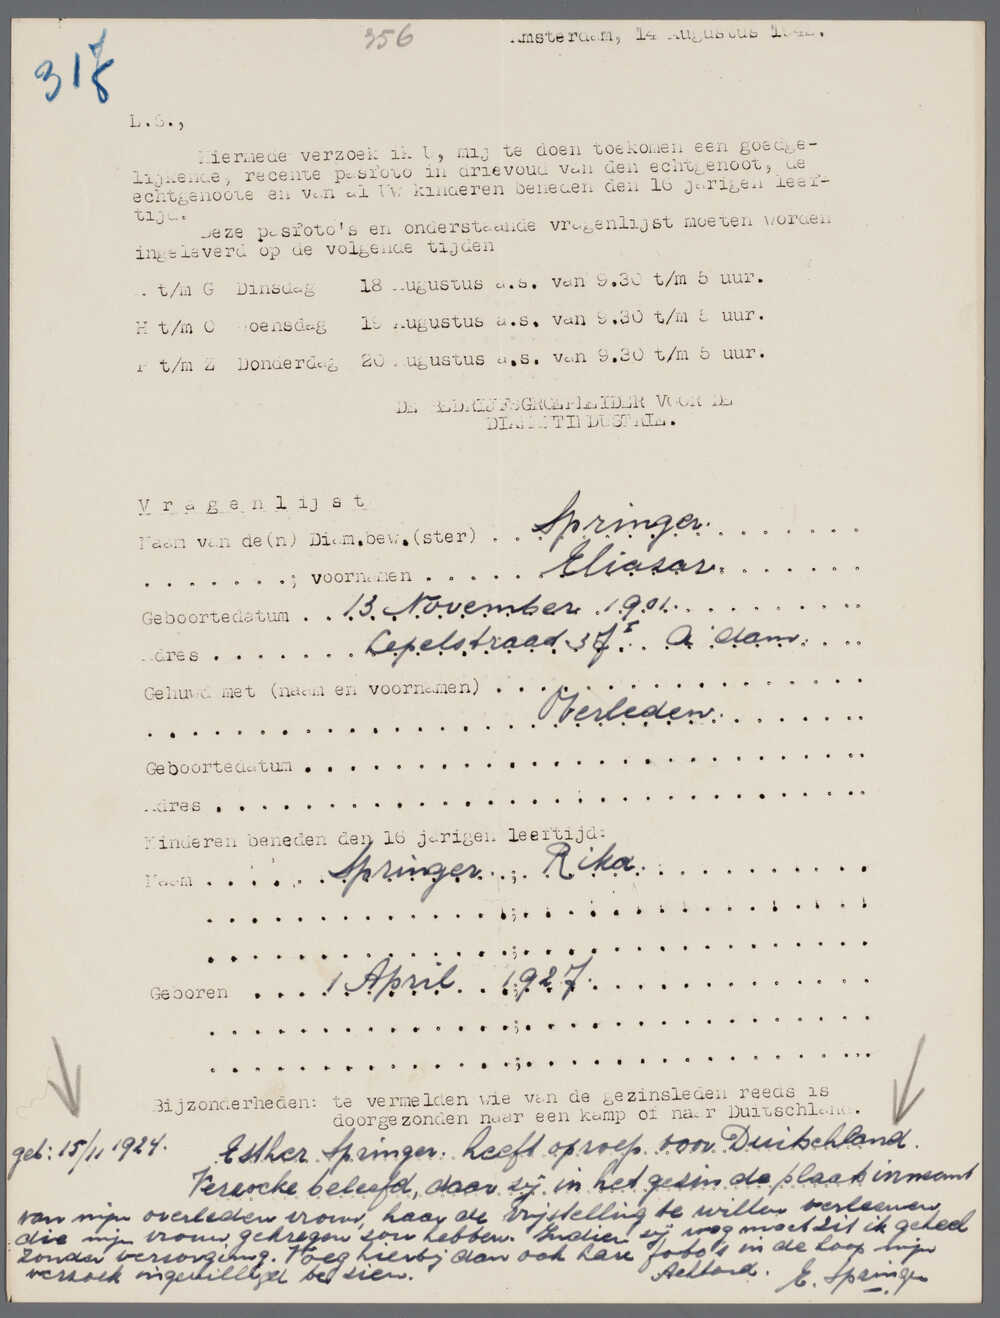 356
317
Amsterdam, 14 Augustus 1942.
L.S.,
Hiermede verzoek ik U, mij te doen toekomen een goedge-
lijkende, recente pasfoto in drievoud van den echtgenoot, de
echtgenoote en van al UW kinderen beneden den 16 jarigen leef-
tijd.
Deze pasfoto's en onderstaande vragenlijst moeten worden
ingeleverd op de volgende tijden
A t/m G Dinsdag 18 Augustus a.s. van 9.30 t/m 5 uur.
H t/m O Woensdag 19 Augustus a.s. van 9.30 t/m 5 uur.
P t/m Z Donderdag 20 Augustus a.s. van 9.30 t/m 5 uur.
DE BEDRIJFSGROEPLEIDER VOOR DE
DIAMANTINDUSTRIE.
Vragenlijst
Naam van de(n) Diam.bew.(ster) . . Springer
. . . . . . . .; voornamen . . . . . Eliasar
Geboortedatum . . 13 November 1901
Adres . . . . . . . Lepelstraat 37 I A'dam
Gehuwd met (naam en voornamen) . . . . . . . . . .
. . . . . . . . . . . . . . . Overleden
Geboortedatum . . . . . . . . . . . . . . . . . . . .
Adres . . . . . . . . . . . . . . . . . . . . . . . .
Kinderen beneden den 16 jarigen leeftijd:
Naam . . . . . Springer . ; Rika
. . . . . . . . . . . . . . ; . . . . . . . . . . . .
. . . . . . . . . . . . . . ; . . . . . . . . . . . .
Geboren . . . . 1 April . . 1927
. . . . . . . . . . . . . . ; . . . . . . . . . . . .
. . . . . . . . . . . . . . ; . . . . . . . . . . . .
Bijzonderheden: te vermelden wie van de gezinsleden reeds is
doorgezonden naar een kamp of naar Duitschland.
geb: 15/11 1924. Esther Springer heeft oproep voor Duitschland.
Verzoeke beleefd, daar zij in het gezin de plaats inneemt
van mijn overleden vrouw, haar de vrijstelling te willen verleenen,
die mijn vrouw gekregen zou hebben. Indien zij weg moet zit ik geheel
zonder verzorging. Voeg hierbij dan ook hare foto's in de hoop mijn
verzoek ingewilligd te zien. Achtend. E. Springer